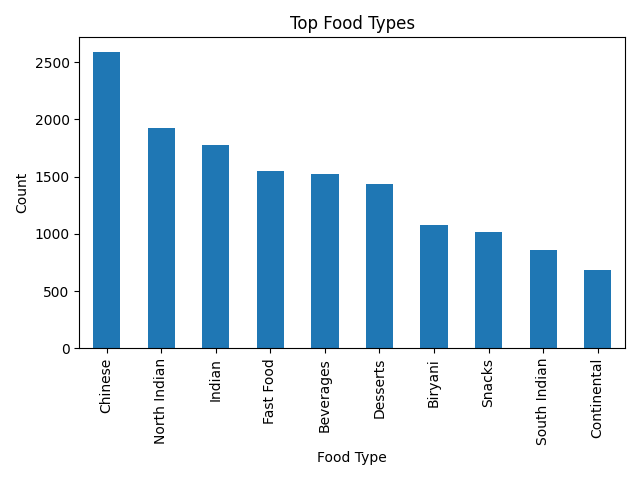 Top Food Types
Count
2500
2000
1500
1000
500
0
Chinese
North Indian
Indian
Fast Food
Beverages
Desserts
Biryani
Snacks
South Indian
Continental
Food Type